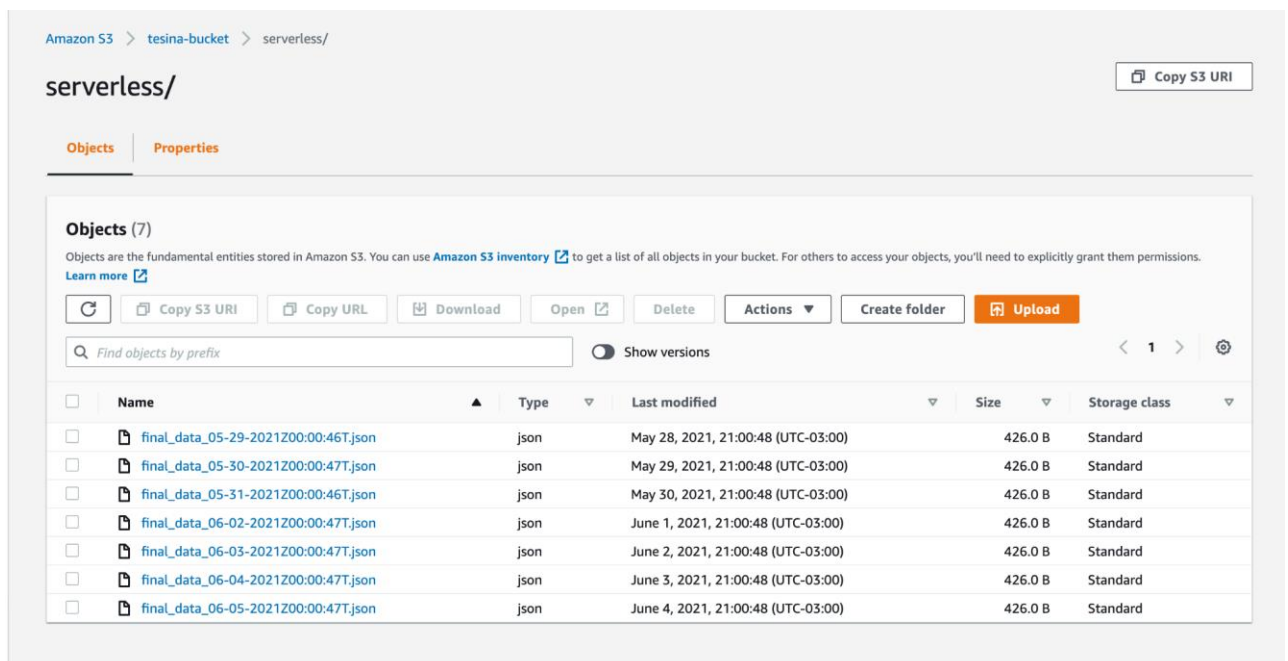 Amazon S3 > tesina-bucket > serverless/
serverless/
Copy S3 URI
Objects Properties
Objects (7)
Objects are the fundamental entities stored in Amazon S3. You can use Amazon S3 inventory to get a list of all objects in your bucket. For others to access your objects, you'll need to explicitly grant them permissions.
Learn more
Copy S3 URI Copy URL Download Open Delete Actions Create folder Upload
Find objects by prefix Show versions < 1 >
Name Type Last modified Size Storage class
final_data_05-29-2021Z00:00:46T.json json May 28, 2021, 21:00:48 (UTC-03:00) 426.0 B Standard
final_data_05-30-2021Z00:00:47T.json json May 29, 2021, 21:00:48 (UTC-03:00) 426.0 B Standard
final_data_05-31-2021Z00:00:46T.json json May 30, 2021, 21:00:48 (UTC-03:00) 426.0 B Standard
final_data_06-02-2021Z00:00:47T.json json June 1, 2021, 21:00:48 (UTC-03:00) 426.0 B Standard
final_data_06-03-2021Z00:00:47T.json json June 2, 2021, 21:00:48 (UTC-03:00) 426.0 B Standard
final_data_06-04-2021Z00:00:47T.json json June 3, 2021, 21:00:48 (UTC-03:00) 426.0 B Standard
final_data_06-05-2021Z00:00:47T.json json June 4, 2021, 21:00:48 (UTC-03:00) 426.0 B Standard